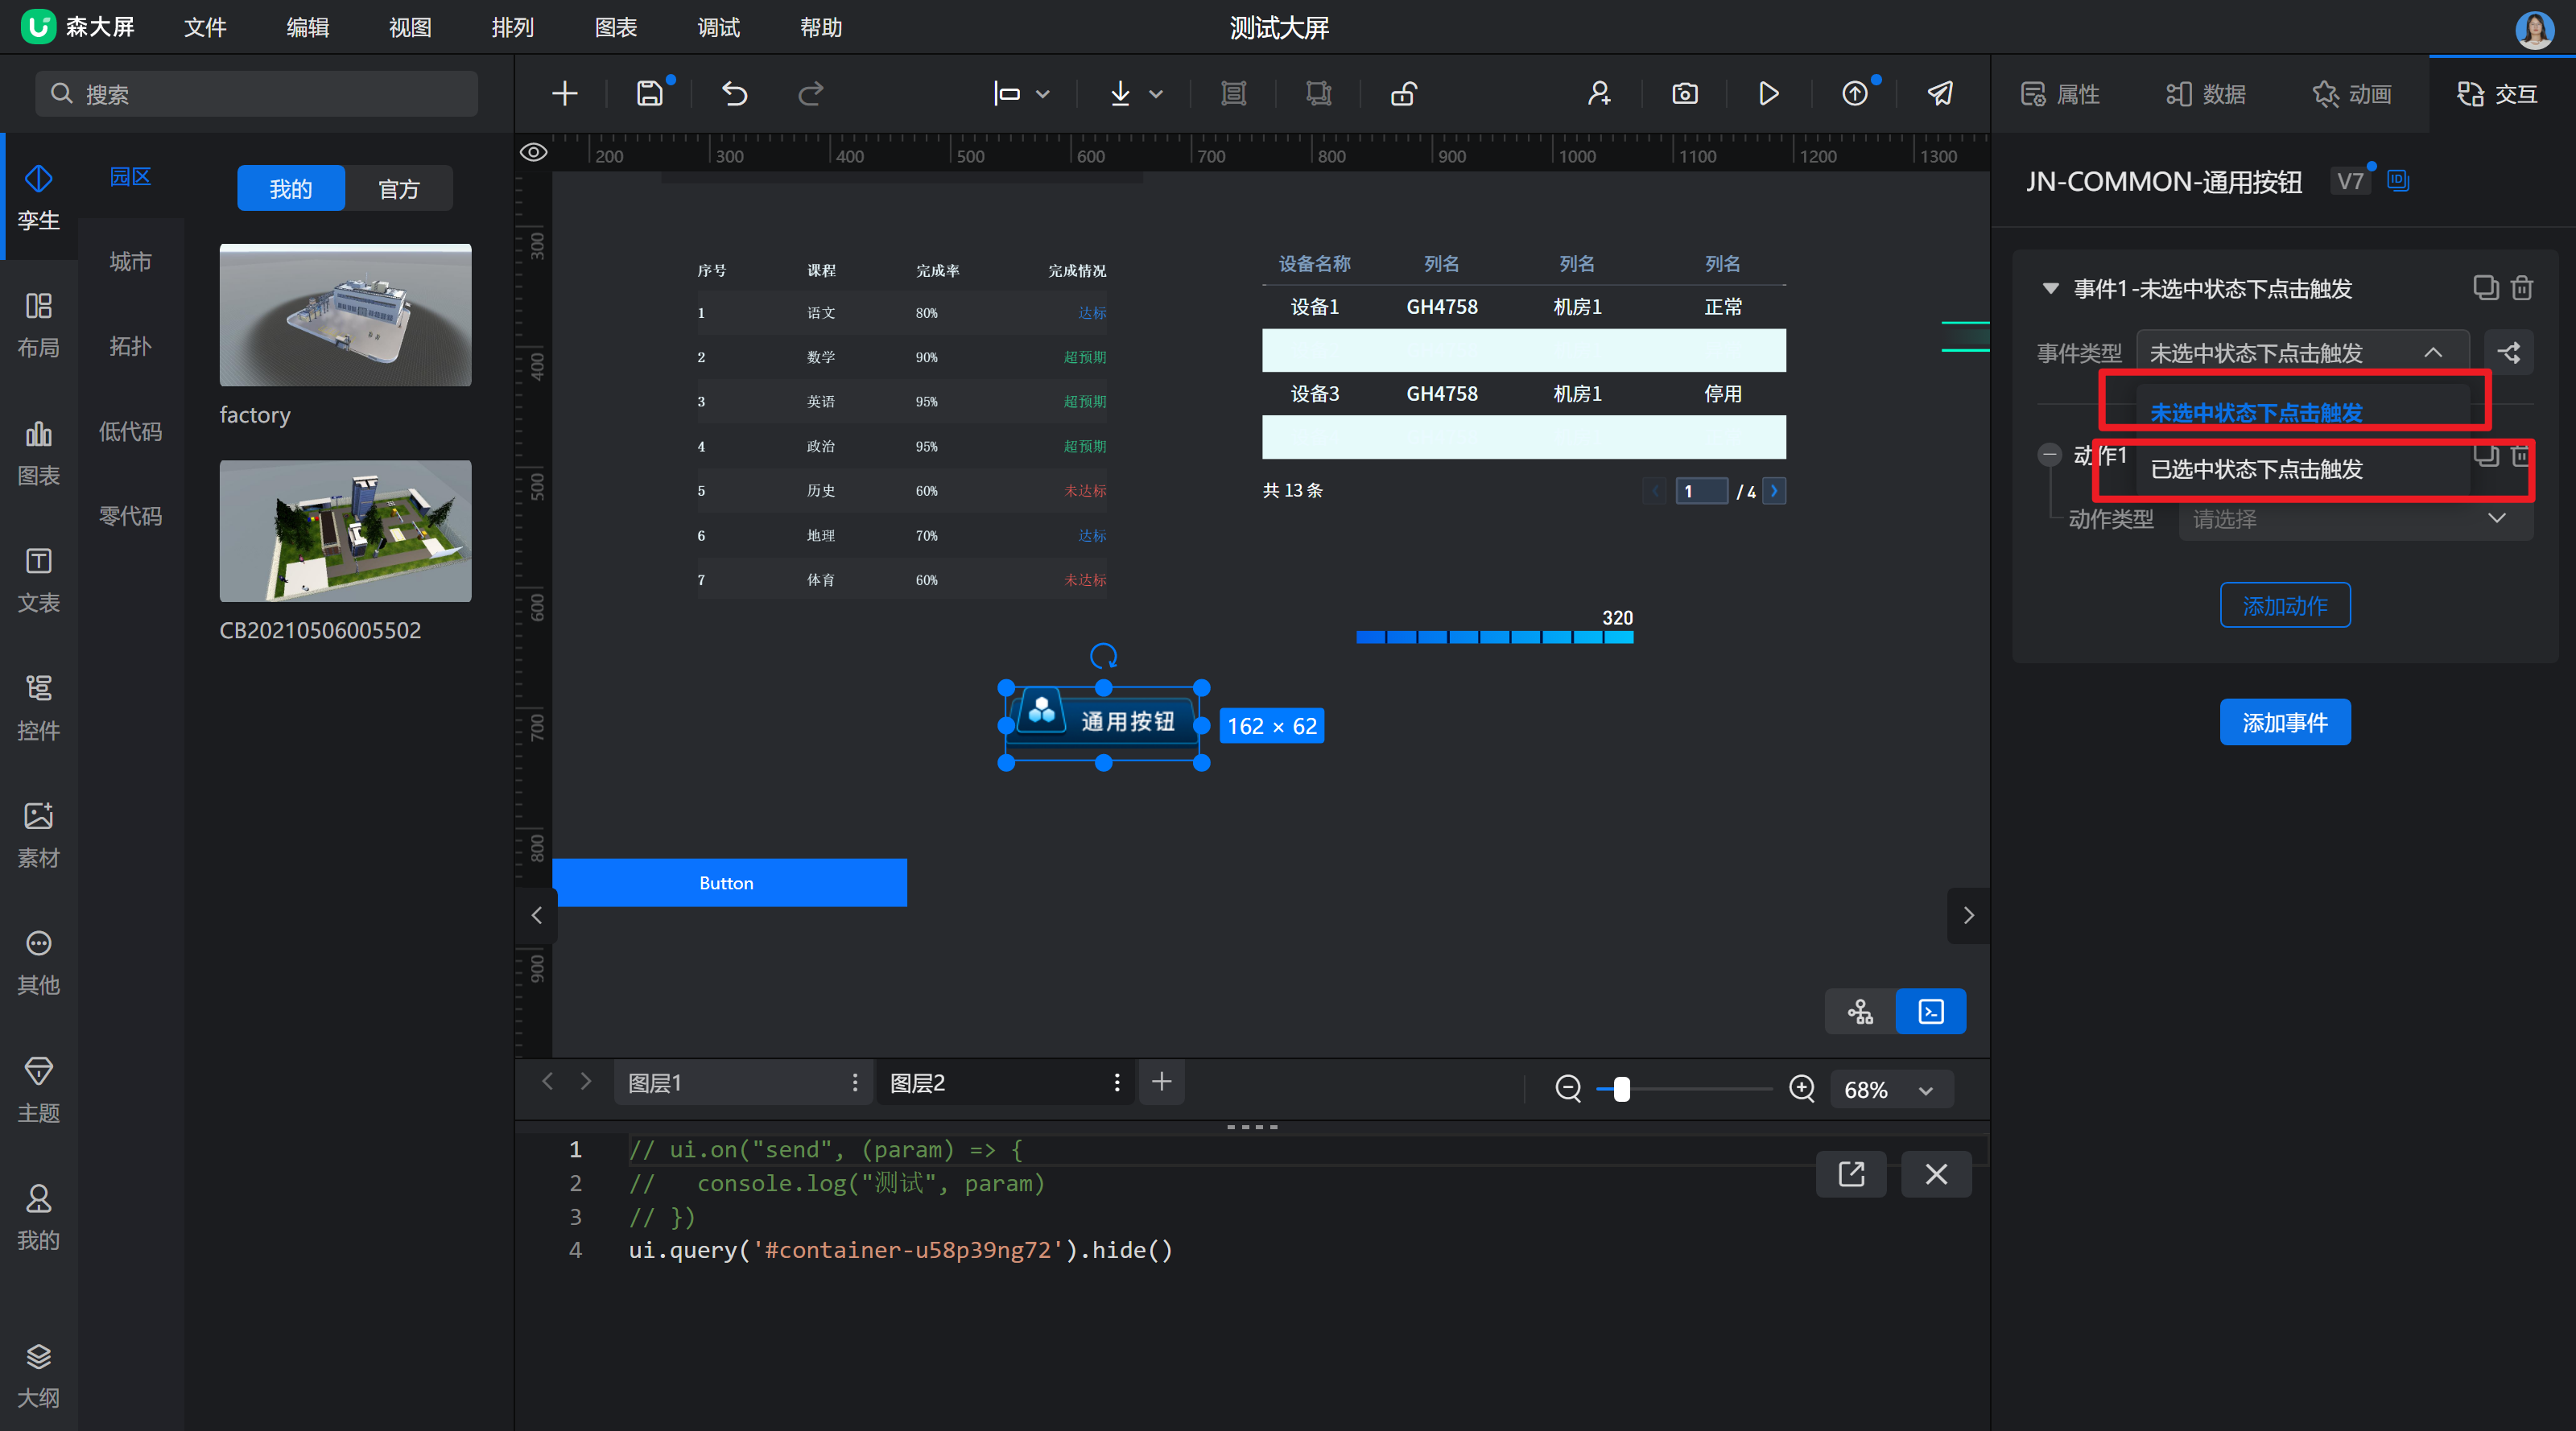 森大屏 文件 编辑 视图 排列 图表 调试 帮助 测试大屏
搜索
属性 数据 动画 交互
孪生
布局
图表
文表
控件
素材
其他
主题
我的
大纲
园区
城市
拓扑
低代码
零代码
我的 官方
factory
CB20210506005502
200 300 400 500 600 700 800 900 1000 1100 1200 1300
300
400
500
600
700
800
900
序号 课程 完成率 完成情况
1 语文 80% 达标
2 数学 90% 超预期
3 英语 95% 超预期
4 政治 95% 超预期
5 历史 60% 未达标
6 地理 70% 达标
7 体育 60% 未达标
设备名称 列名 列名 列名
设备1 GH4758 机房1 正常
设备3 GH4758 机房1 停用
共 13 条 1 / 4
320
通用按钮
162 × 62
Button
图层1 图层2
68%
1 // ui.on("send", (param) => {
2 //   console.log("测试", param)
3 // })
4 ui.query('#container-u58p39ng72').hide()
JN-COMMON-通用按钮 V7 ID
事件1-未选中状态下点击触发
事件类型 未选中状态下点击触发
未选中状态下点击触发
动作1
已选中状态下点击触发
动作类型 请选择
添加动作
添加事件